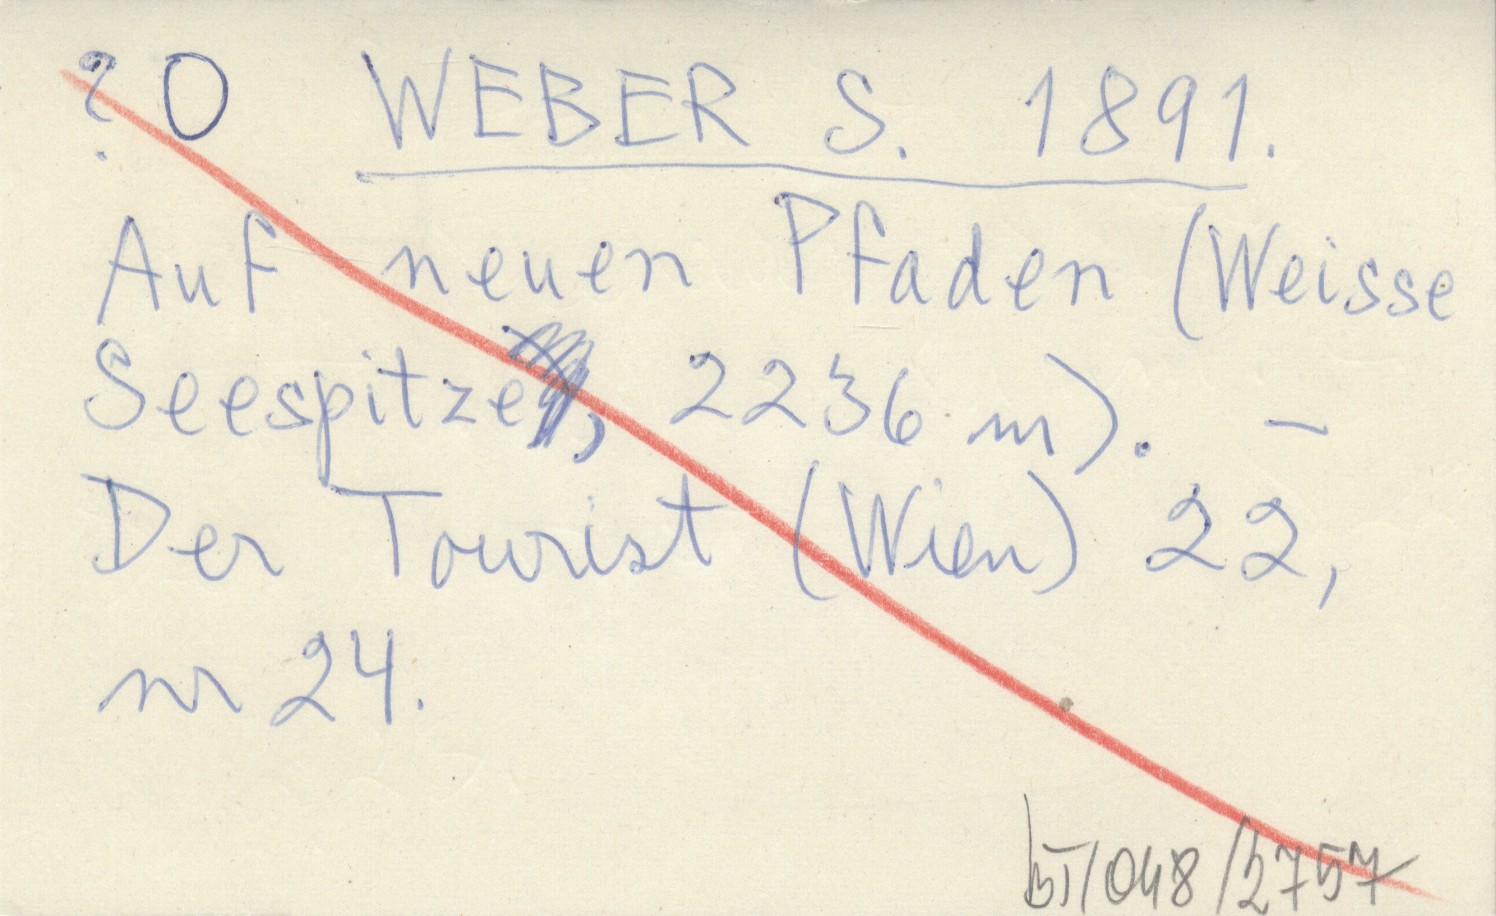 ? O WEBER S. 1891.
Auf neuen Pfaden (Weisse
Seespitze, 2236 m). –
Der Tourist (Wien) 22,
nr 24.
bT/048/2757